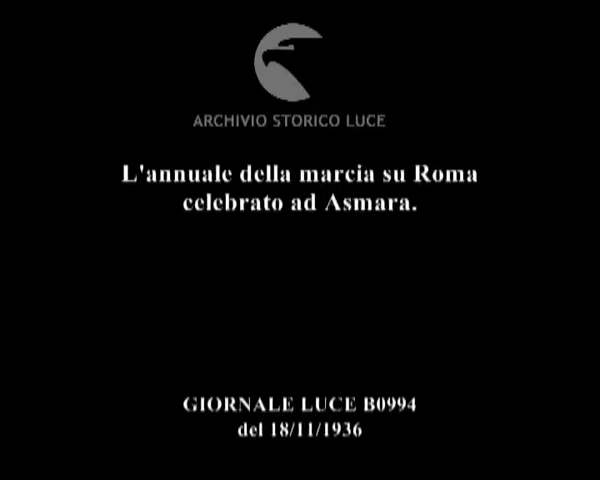 ARCHIVIO STORICO LUCE
L'annuale della marcia su Roma
celebrato ad Asmara.
GIORNALE LUCE B0994
del 18/11/1936